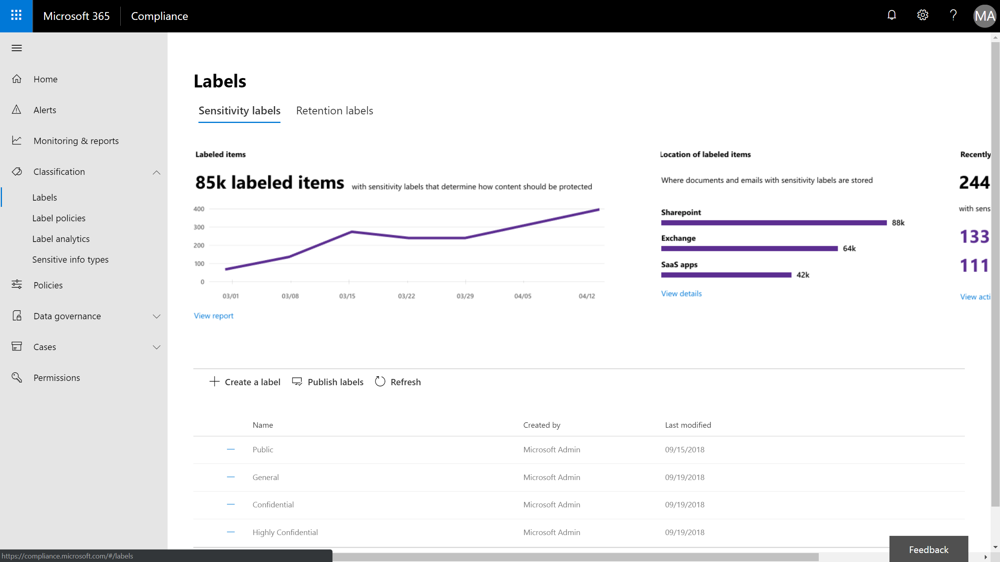 Microsoft 365 Compliance MA
Home
Alerts
Monitoring & reports
Classification
Labels
Label policies
Label analytics
Sensitive info types
Policies
Data governance
Cases
Permissions
Labels
Sensitivity labels Retention labels
Labeled items
85k labeled items with sensitivity labels that determine how content should be protected
400
300
200
100
0
03/01 03/08 03/15 03/22 03/29 04/05 04/12
View report
Location of labeled items
Where documents and emails with sensitivity labels are stored
Sharepoint
88k
Exchange
64k
SaaS apps
42k
View details
Recently
244
with sens
133
111
View acti
Create a label Publish labels Refresh
Name Created by Last modified
Public Microsoft Admin 09/15/2018
General Microsoft Admin 09/19/2018
Confidential Microsoft Admin 09/19/2018
Highly Confidential Microsoft Admin 09/19/2018
Feedback
https://compliance.microsoft.com/#/labels